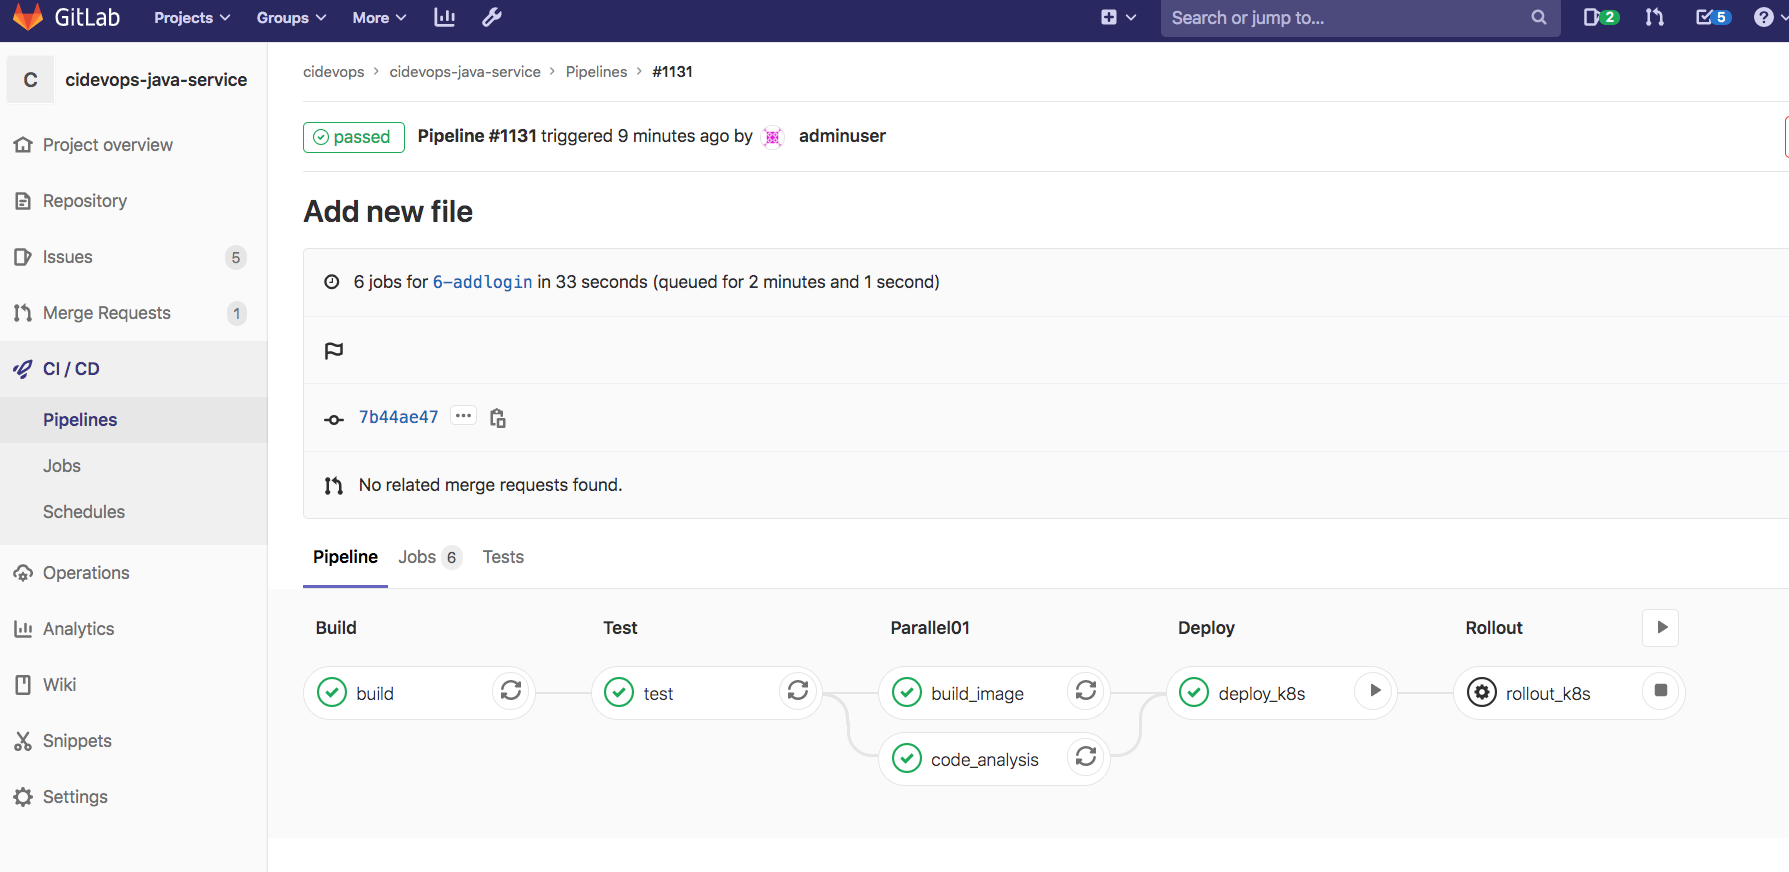 GitLab Projects Groups More Search or jump to... 2 5
C cidevops-java-service
Project overview
Repository
Issues 5
Merge Requests 1
CI / CD
Pipelines
Jobs
Schedules
Operations
Analytics
Wiki
Snippets
Settings
cidevops > cidevops-java-service > Pipelines > #1131
passed Pipeline #1131 triggered 9 minutes ago by adminuser
Add new file
6 jobs for 6-addlogin in 33 seconds (queued for 2 minutes and 1 second)
7b44ae47 ...
No related merge requests found.
Pipeline Jobs 6 Tests
Build Test Parallel01 Deploy Rollout
build test build_image deploy_k8s rollout_k8s
code_analysis